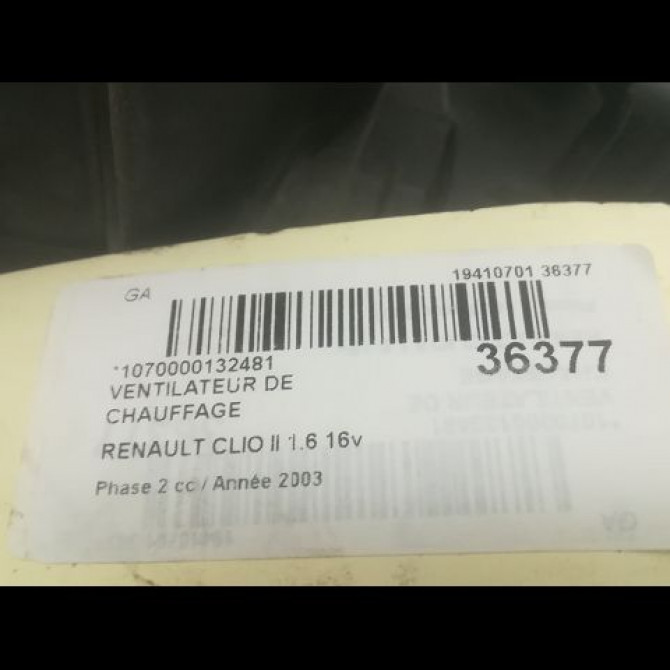 GA
19410701 36377
*1070000132481
36377
VENTILATEUR DE
CHAUFFAGE
RENAULT CLIO II 1.6 16v
Phase 2 cc / Année 2003
GA